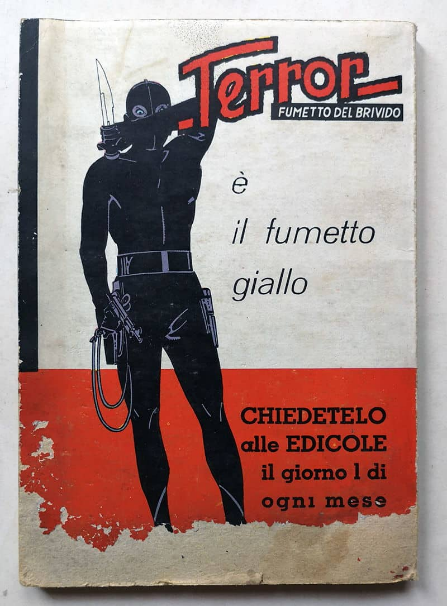 Terror
FUMETTO DEL BRIVIDO
è
il fumetto
giallo
CHIEDETELO
alle EDICOLE
il giorno 1 di
ogni mese